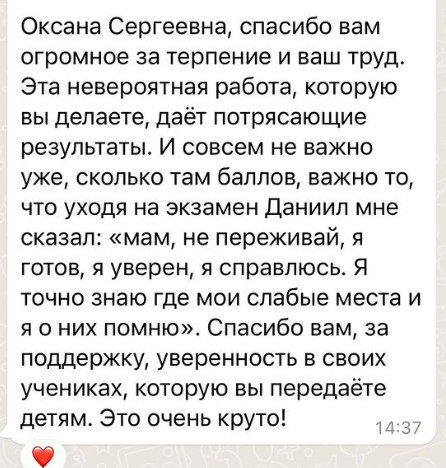 Оксана Сергеевна, спасибо вам
огромное за терпение и ваш труд.
Эта невероятная работа, которую
вы делаете, даёт потрясающие
результаты. И совсем не важно
уже, сколько там баллов, важно то,
что уходя на экзамен Даниил мне
сказал: «мам, не переживай, я
готов, я уверен, я справлюсь. Я
точно знаю где мои слабые места и
я о них помню». Спасибо вам, за
поддержку, уверенность в своих
учениках, которую вы передаёте
детям. Это очень круто!
14:37